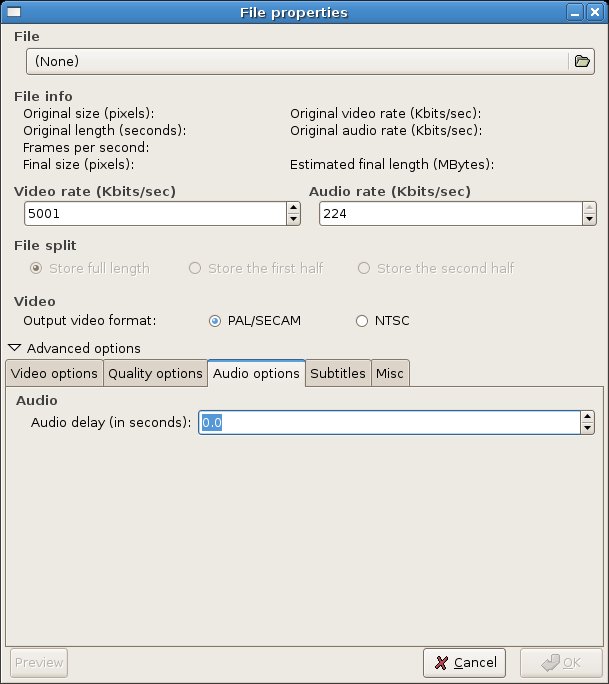 File properties
File
(None)
File info
Original size (pixels): Original video rate (Kbits/sec):
Original length (seconds): Original audio rate (Kbits/sec):
Frames per second:
Final size (pixels): Estimated final length (MBytes):
Video rate (Kbits/sec) Audio rate (Kbits/sec)
5001 224
File split
Store full length Store the first half Store the second half
Video
Output video format: PAL/SECAM NTSC
Advanced options
Video options Quality options Audio options Subtitles Misc
Audio
Audio delay (in seconds): 0.0
Preview Cancel OK